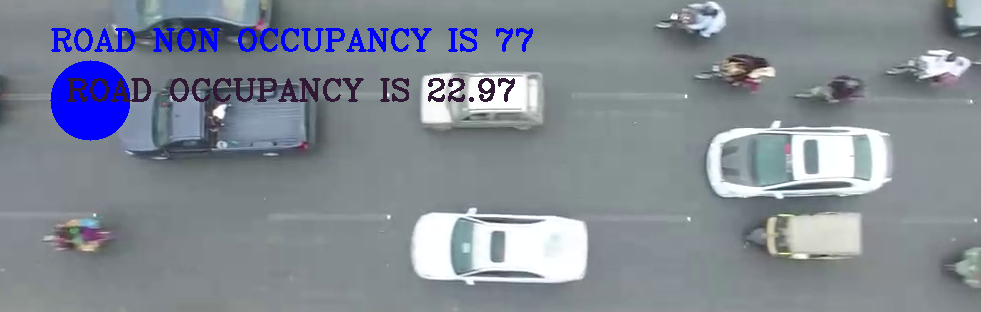 ROAD NON OCCUPANCY IS 77
ROAD OCCUPANCY IS 22.97